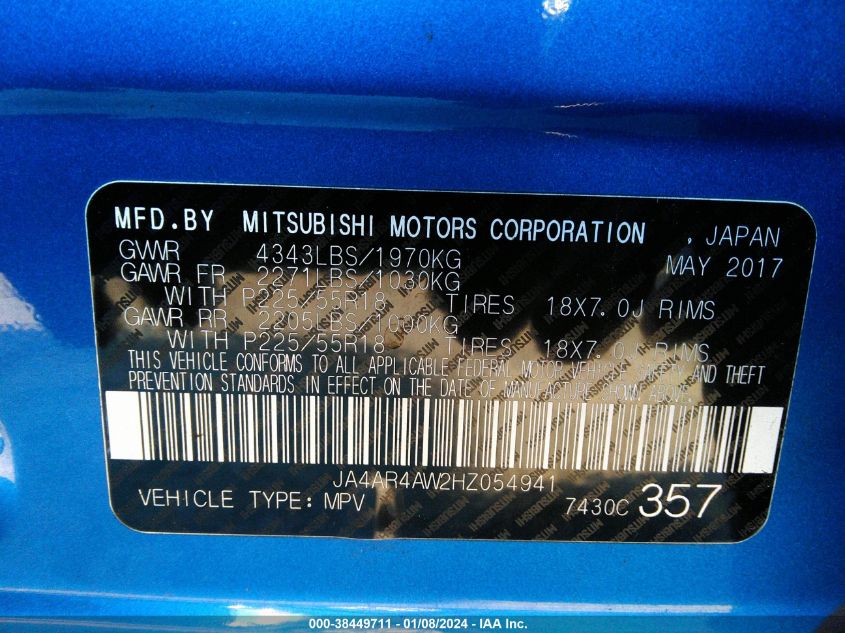 MFD.BY MITSUBISHI MOTORS CORPORATION , JAPAN
GVWR 4343LBS/1970KG MAY 2017
GAWR FR 2271LBS/1030KG
WITH P225/55R18 TIRES 18X7.0J RIMS
GAWR RR 2205LBS/1000KG
WITH P225/55R18 TIRES 18X7.0J RIMS
THIS VEHICLE CONFORMS TO ALL APPLICABLE FEDERAL MOTOR VEHICLE SAFETY AND THEFT
PREVENTION STANDARDS IN EFFECT ON THE DATE OF MANUFACTURE SHOWN ABOVE.
JA4AR4AW2HZ054941
VEHICLE TYPE: MPV 7430C 357
000-38449711 - 01/08/2024 - IAA Inc.